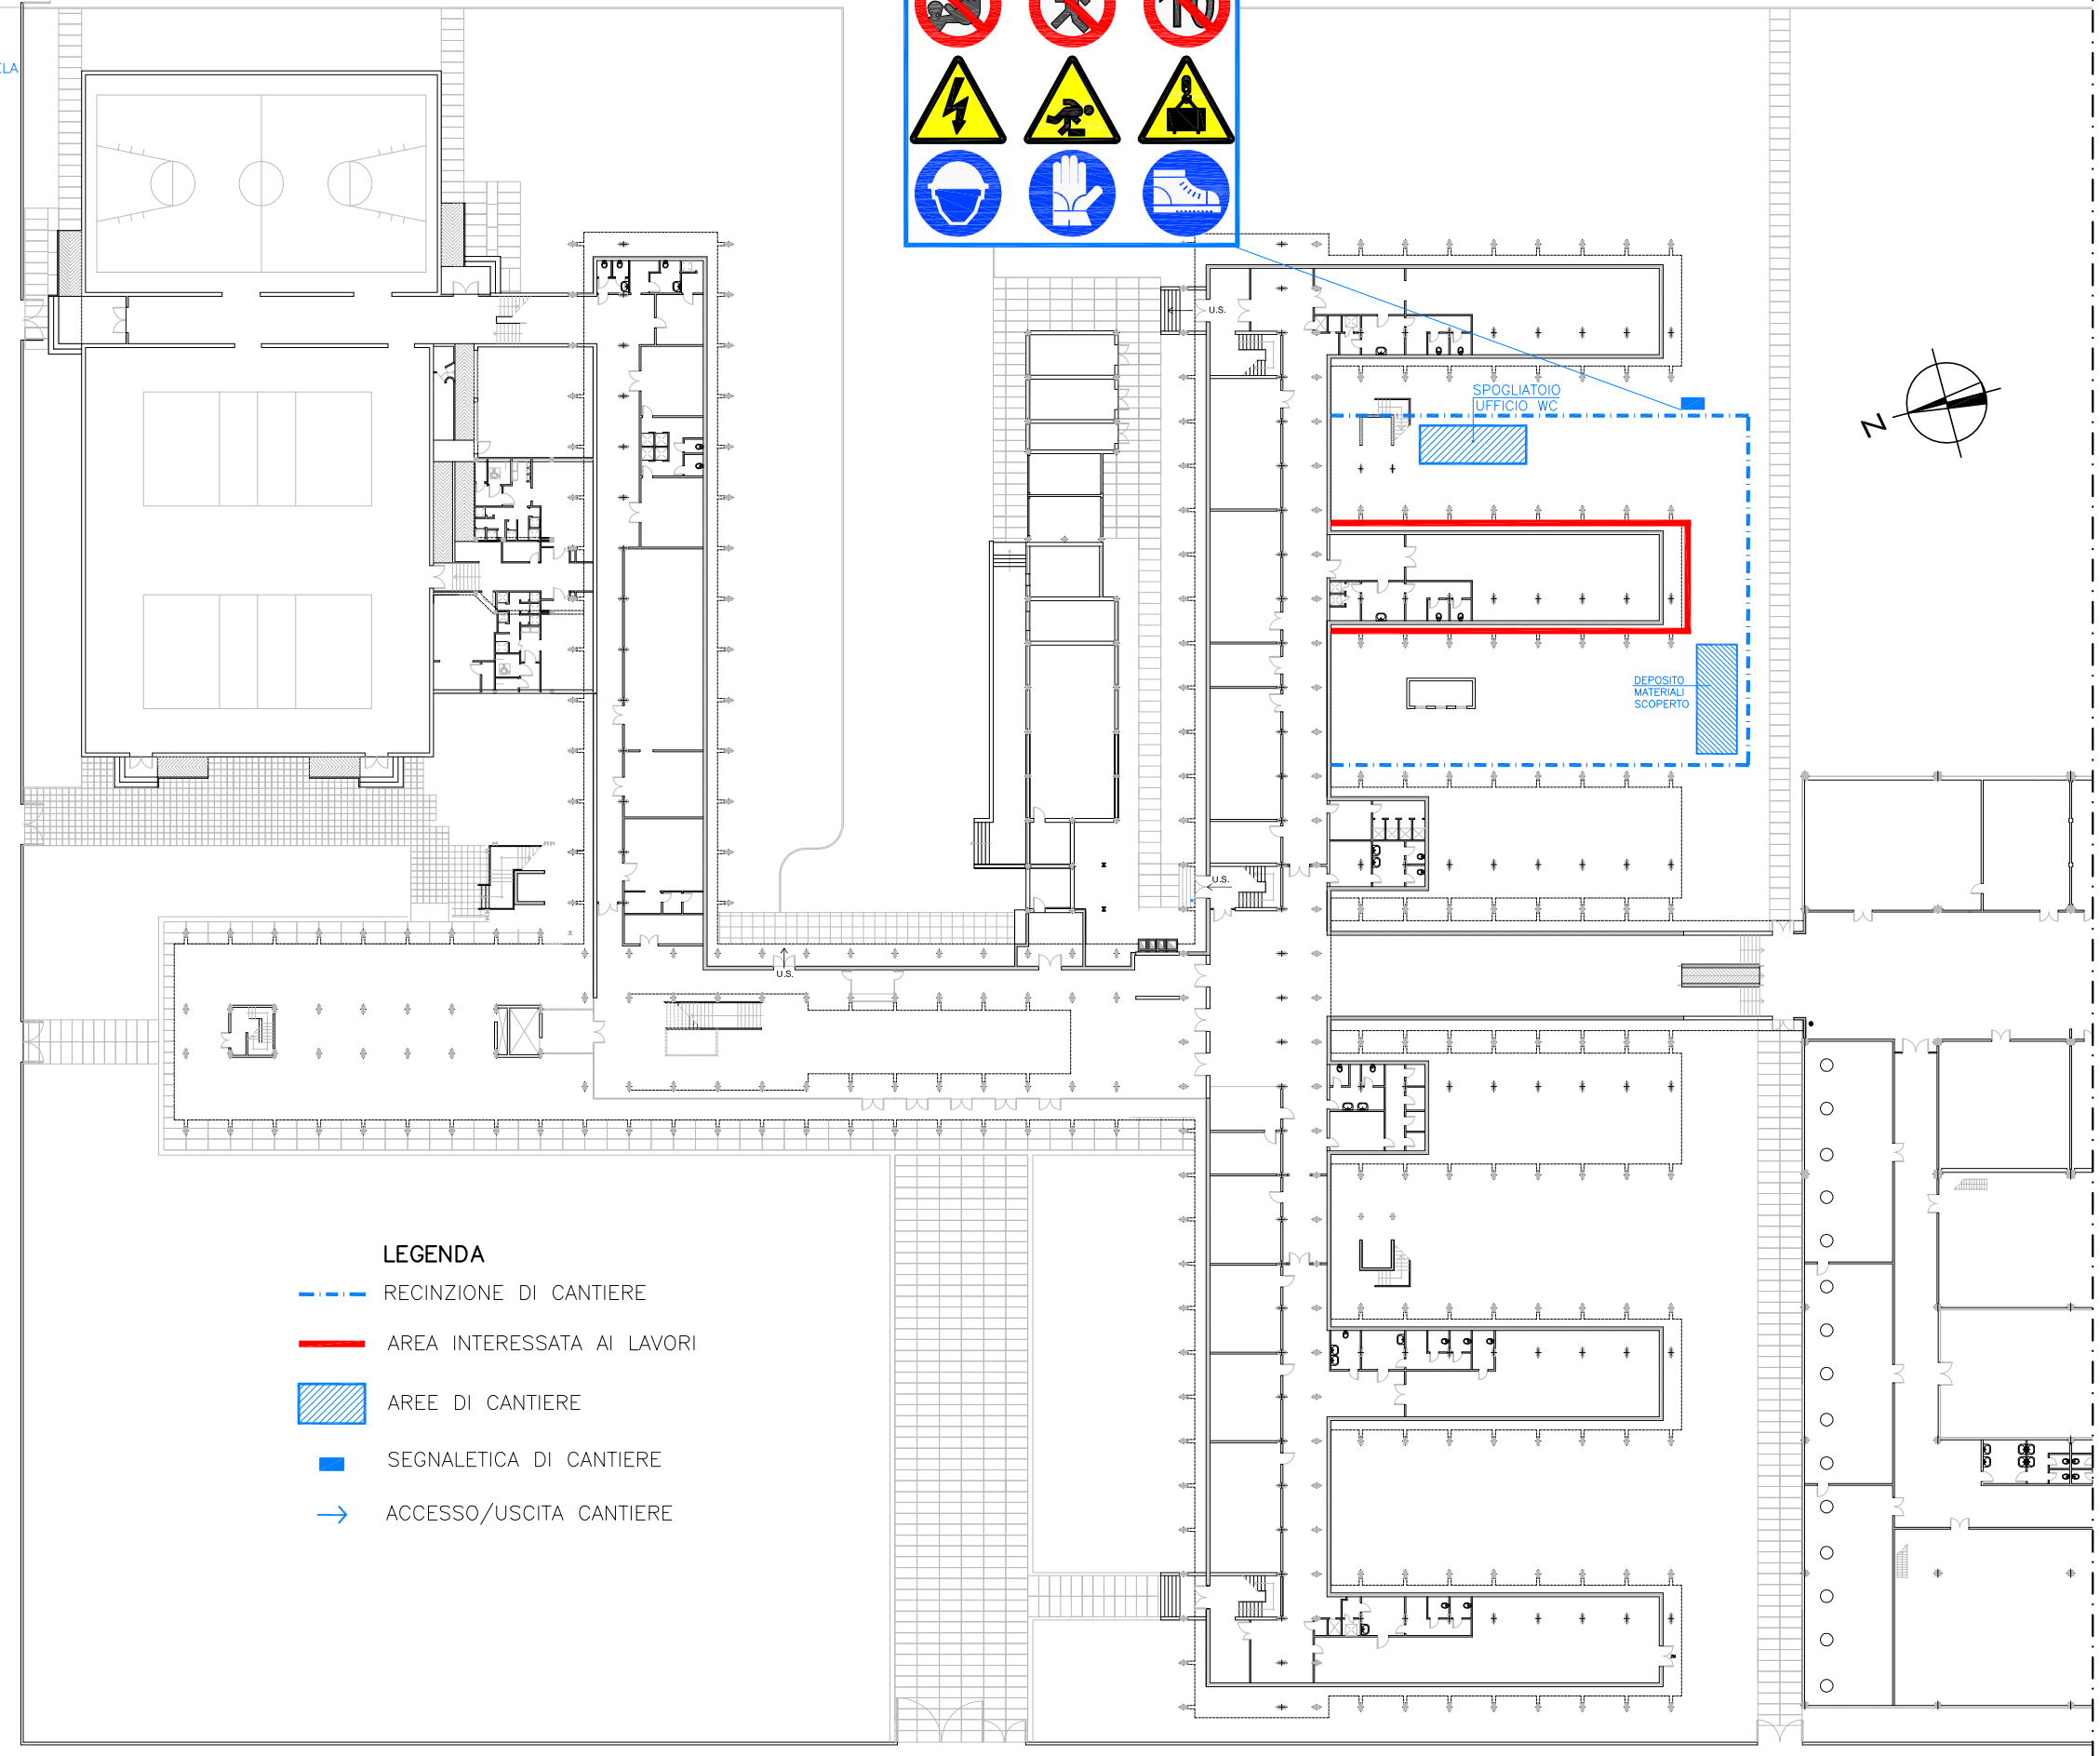 U.S.
SPOGLIATOIO
UFFICIO WC
N
DEPOSITO
MATERIALI
SCOPERTO
U.S.
U.S.
LEGENDA
RECINZIONE DI CANTIERE
AREA INTERESSATA AI LAVORI
AREE DI CANTIERE
SEGNALETICA DI CANTIERE
ACCESSO/USCITA CANTIERE